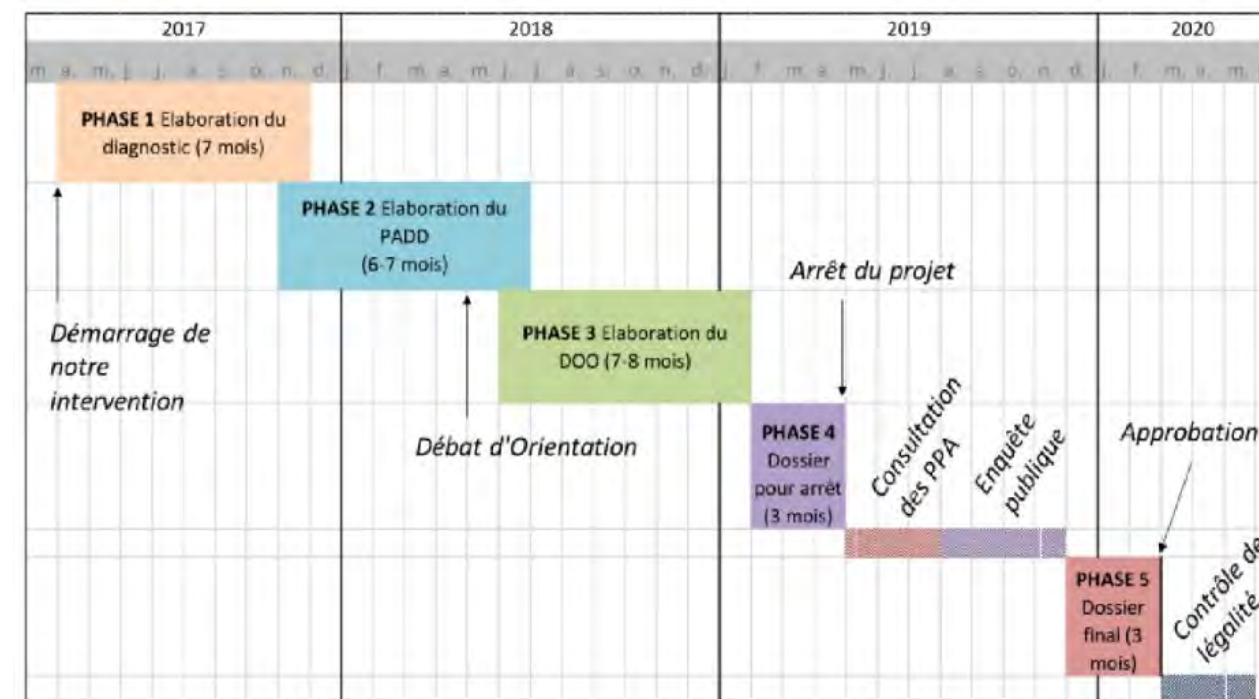 2017 2018 2019 2020
m. a. m. j. j. a. s. o. n. d. j. f. m. a. m. j. j. a. s. o. n. d. j. f. m. a. m. j. j. a. s. o. n. d. j. f. m. a. m.
PHASE 1 Elaboration du
diagnostic (7 mois)
PHASE 2 Elaboration du
PADD
(6-7 mois)
Démarrage de
notre
intervention
Arrêt du projet
PHASE 3 Elaboration du
DOO (7-8 mois)
Débat d'Orientation
PHASE 4
Dossier
pour arrêt
(3 mois)
Consultation
des PPA
Enquête
publique
Approbation
PHASE 5
Dossier
final (3
mois)
Contrôle de
légalité